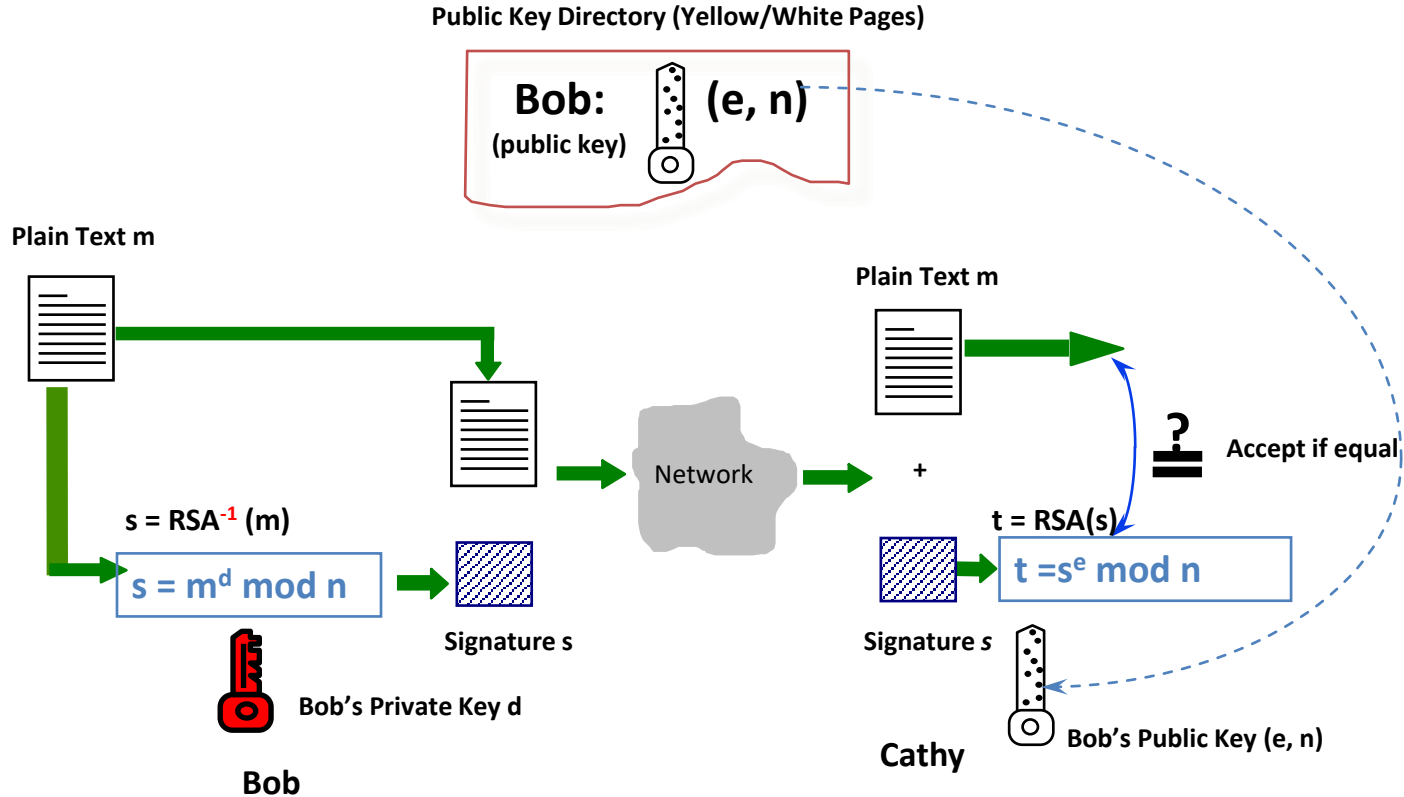 Public Key Directory (Yellow/White Pages)
Bob: (e, n)
(public key)
Plain Text m
Plain Text m
?
=
Accept if equal
Network
+
s = RSA⁻¹ (m)
t = RSA(s)
s = mᵈ mod n
t =sᵉ mod n
Signature s
Signature s
Bob’s Private Key d
Bob’s Public Key (e, n)
Cathy
Bob